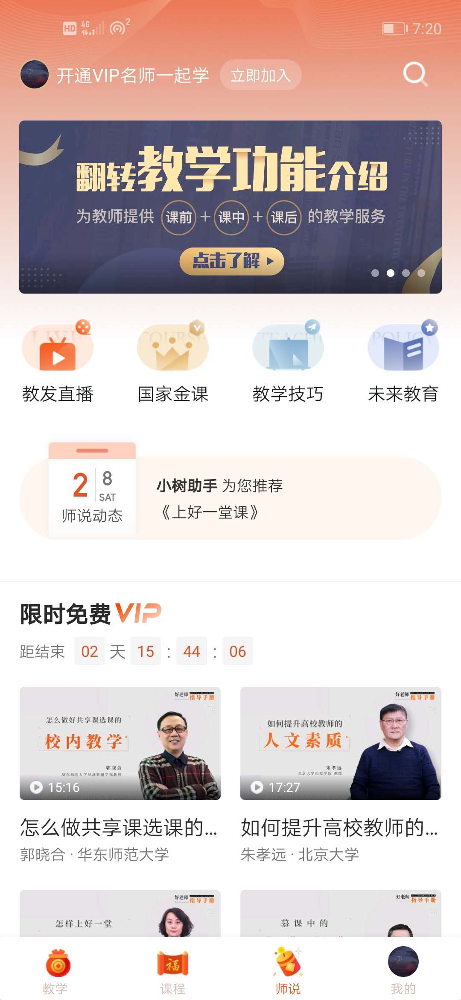 HD 4G 2 7:20
开通VIP名师一起学 立即加入
翻转教学功能介绍
为教师提供 课前 + 课中 + 课后 的教学服务
点击了解
LIVE COURSE TEACH POLICY
教发直播 国家金课 教学技巧 未来教育
2 8 SAT
师说动态
小树助手 为您推荐
《上好一堂课》
限时免费VIP
距结束 02 天 15 : 44 : 06
好老师 指导手册
怎么做好共享课选课的
校内教学
郭晓合
华东师范大学经济管理学部教授
15:16
好老师 指导手册
如何提升高校教师的
人文素质
朱孝远
北京大学历史学院 教授
17:27
怎么做共享课选课的...
郭晓合 · 华东师范大学
如何提升高校教师的...
朱孝远 · 北京大学
好老师 指导手册
怎样上好一堂
好老师 指导手册
慕课中的
福
教学 课程 师说 我的